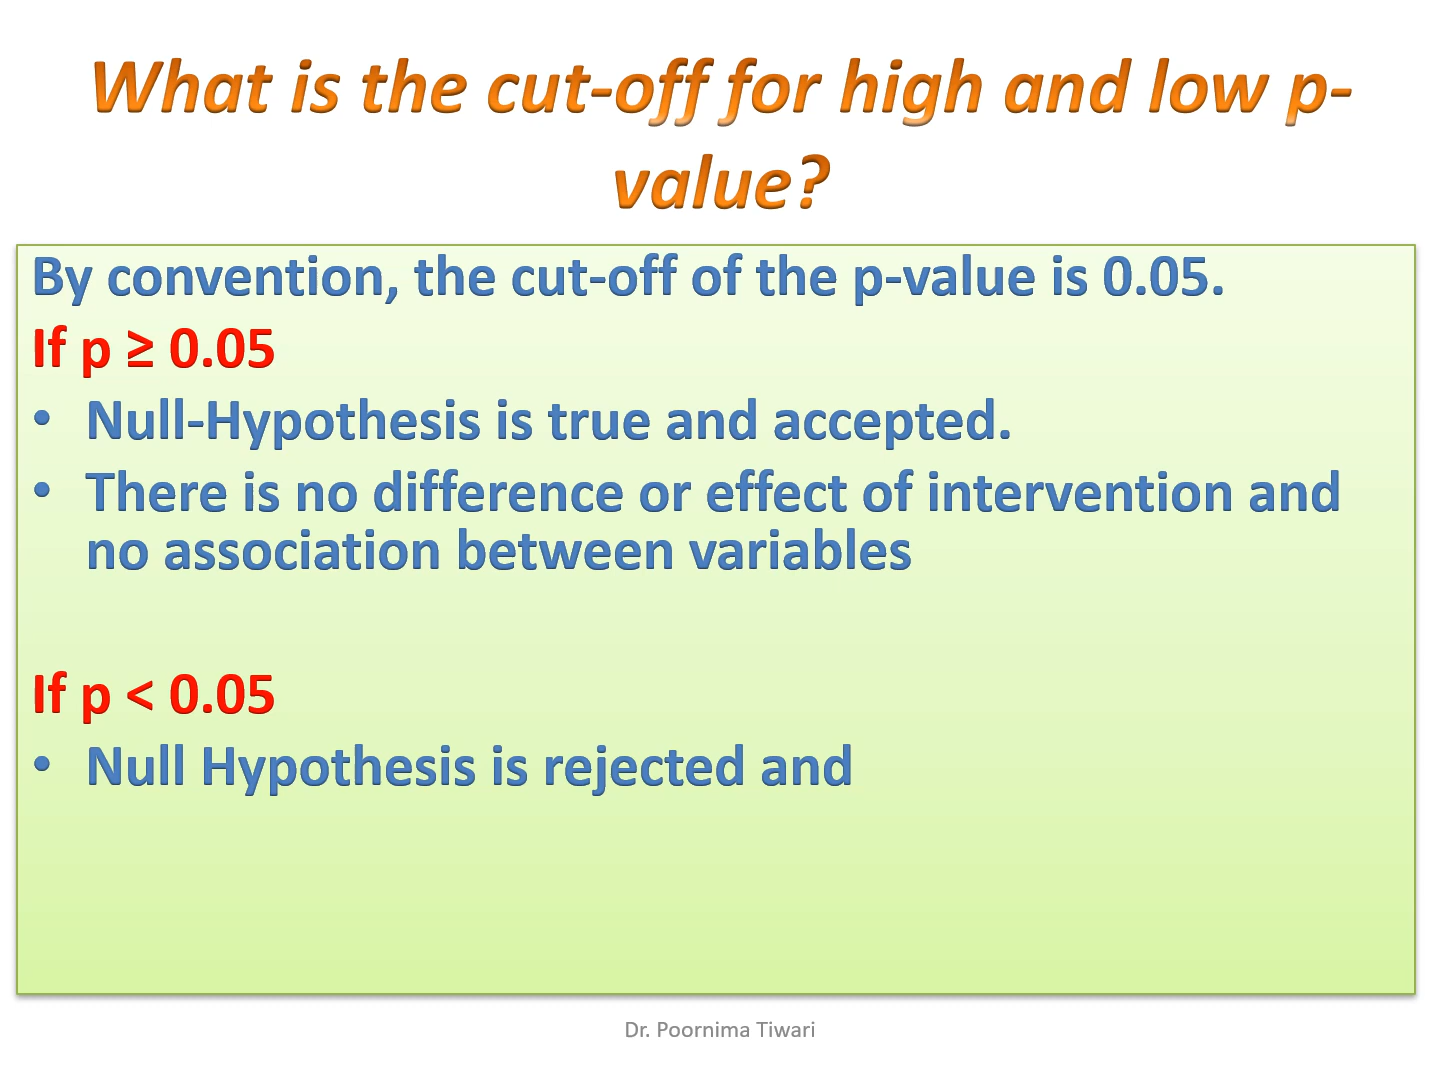 What is the cut-off for high and low p-
value?
By convention, the cut-off of the p-value is 0.05.
If p ≥ 0.05
• Null-Hypothesis is true and accepted.
• There is no difference or effect of intervention and
no association between variables
If p < 0.05
• Null Hypothesis is rejected and
Dr. Poornima Tiwari